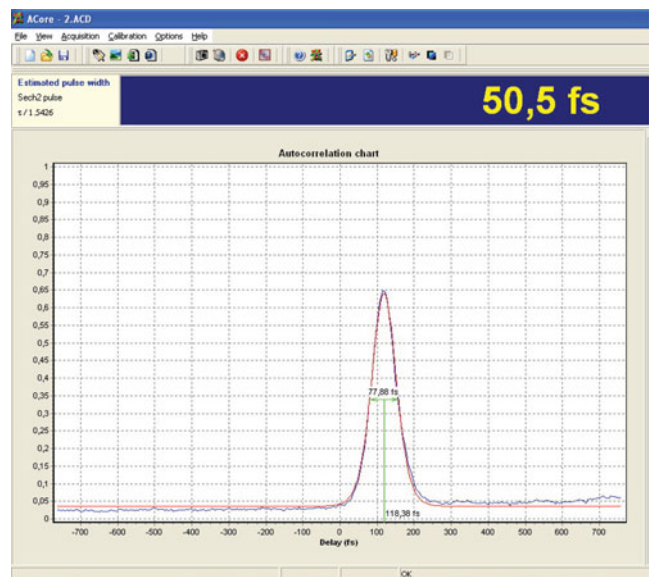 ACore - 2.ACD
File View Acquisition Calibration Options Help
Estimated pulse width
Sech2 pulse
τ / 1.5426
50,5 fs
Autocorrelation chart
1
0,95
0,9
0,85
0,8
0,75
0,7
0,65
0,6
0,55
0,5
0,45
0,4
0,35
0,3
0,25
0,2
0,15
0,1
0,05
0
77,88 fs
118,38 fs
-700 -600 -500 -400 -300 -200 -100 0 100 200 300 400 500 600 700
Delay (fs)
OK